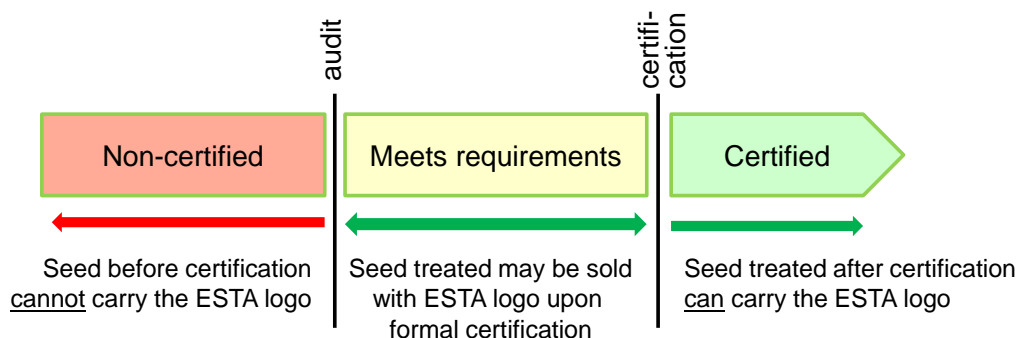 audit
certifi-
cation
Non-certified
Meets requirements
Certified
Seed before certification
cannot carry the ESTA logo
Seed treated may be sold
with ESTA logo upon
formal certification
Seed treated after certification
can carry the ESTA logo